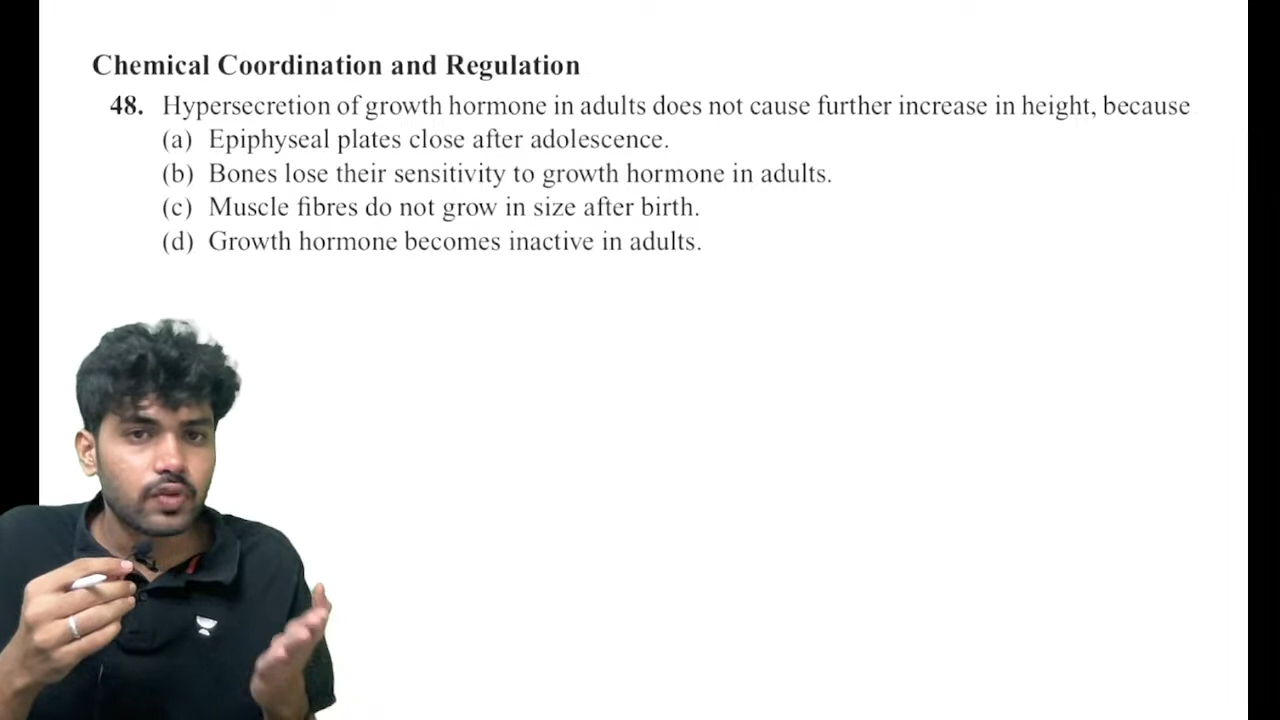 Chemical Coordination and Regulation
48. Hypersecretion of growth hormone in adults does not cause further increase in height, because
(a) Epiphyseal plates close after adolescence.
(b) Bones lose their sensitivity to growth hormone in adults.
(c) Muscle fibres do not grow in size after birth.
(d) Growth hormone becomes inactive in adults.